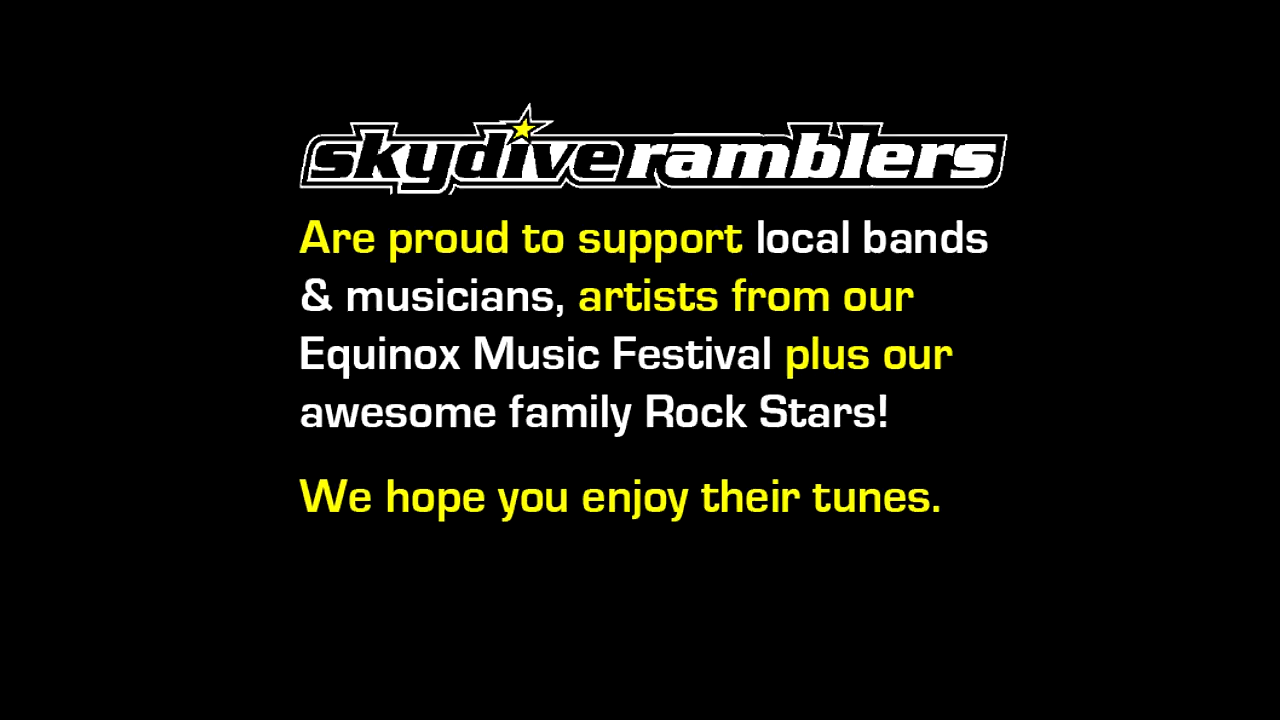 skydiveramblers
Are proud to support local bands
& musicians, artists from our
Equinox Music Festival plus our
awesome family Rock Stars!
We hope you enjoy their tunes.